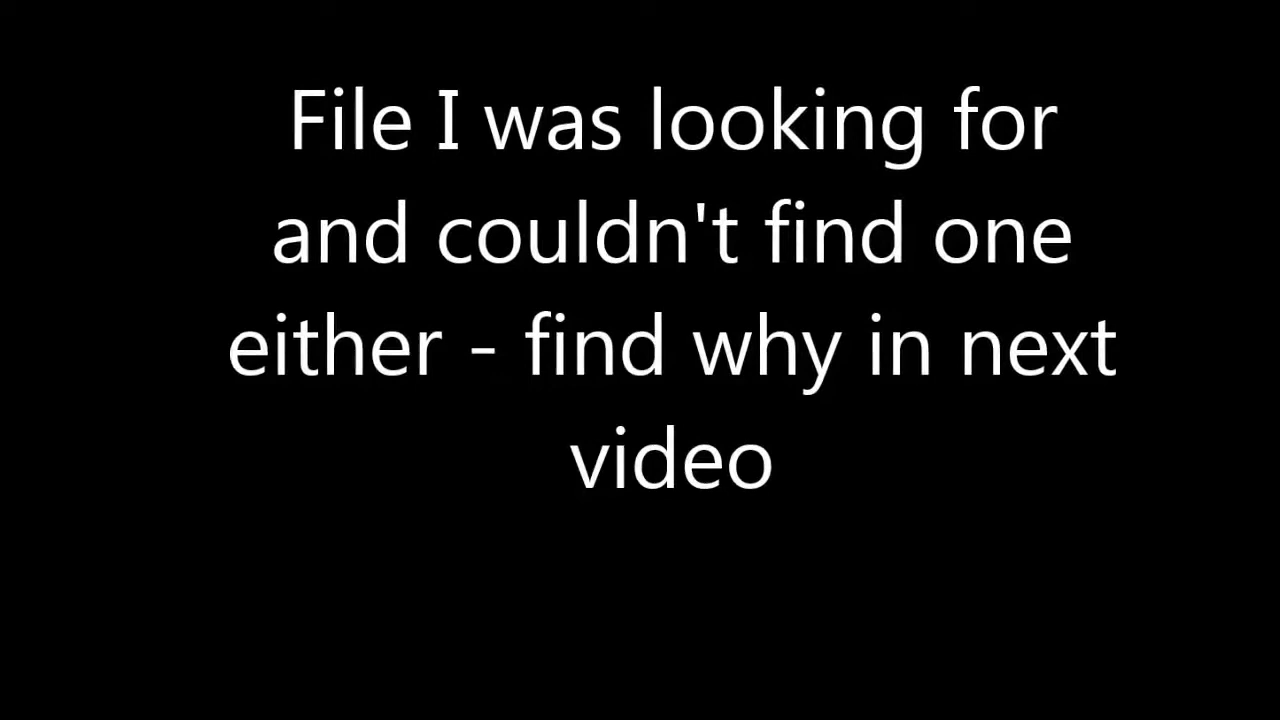 File I was looking for
and couldn't find one
either - find why in next
video